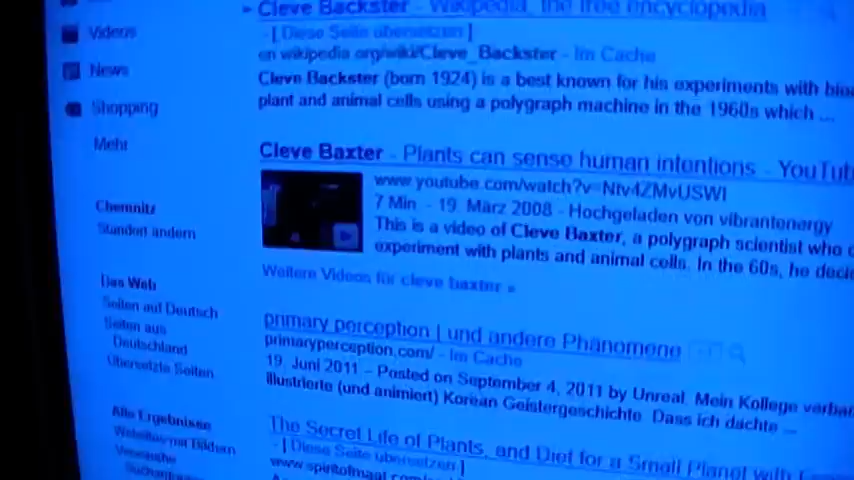 Videos
News
Shopping
Mehr
Chemnitz
Standort ändern
Das Web
Seiten auf Deutsch
Seiten aus
Deutschland
Übersetzte Seiten
Alle Ergebnisse
Websites mit Bildern
Cleve Backster - Wikipedia, the free encyclopedia
- [ Diese Seite übersetzen ]
en.wikipedia.org/wiki/Cleve_Backster - Im Cache
Cleve Backster (born 1924) is a best known for his experiments with
plant and animal cells using a polygraph machine in the 1960s which ...
Cleve Baxter - Plants can sense human intentions - YouTub
www.youtube.com/watch?v=Ntv4ZMvUSWI
7 Min. - 19. März 2008 - Hochgeladen von vibrantenergy
This is a video of Cleve Baxter, a polygraph scientist who
experiment with plants and animal cells. In the 60s, he
Weitere Videos für cleve baxter »
primary perception | und andere Phänomene
primaryperception.com/ - Im Cache
19. Juni 2011 – Posted on September 4, 2011 by Unreal. Mein Kollege
illustrierte (und animiert) Korean Geistergeschichte. Dass ich dachte ...
The Secret Life of Plants, and Diet for a Small Planet with
- [ Diese Seite übersetzen ]